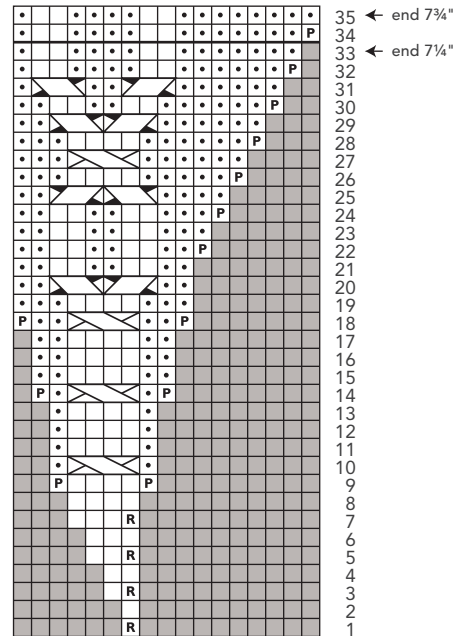 35 ← end 7¾"
P 34
33 ← end 7¼"
P 32
31
P 30
29
P 28
27
P 26
25
P 24
23
P 22
21
20
19
P P 18
17
16
15
P P 14
13
12
11
10
P P 9
8
R 7
6
R 5
4
R 3
2
R 1